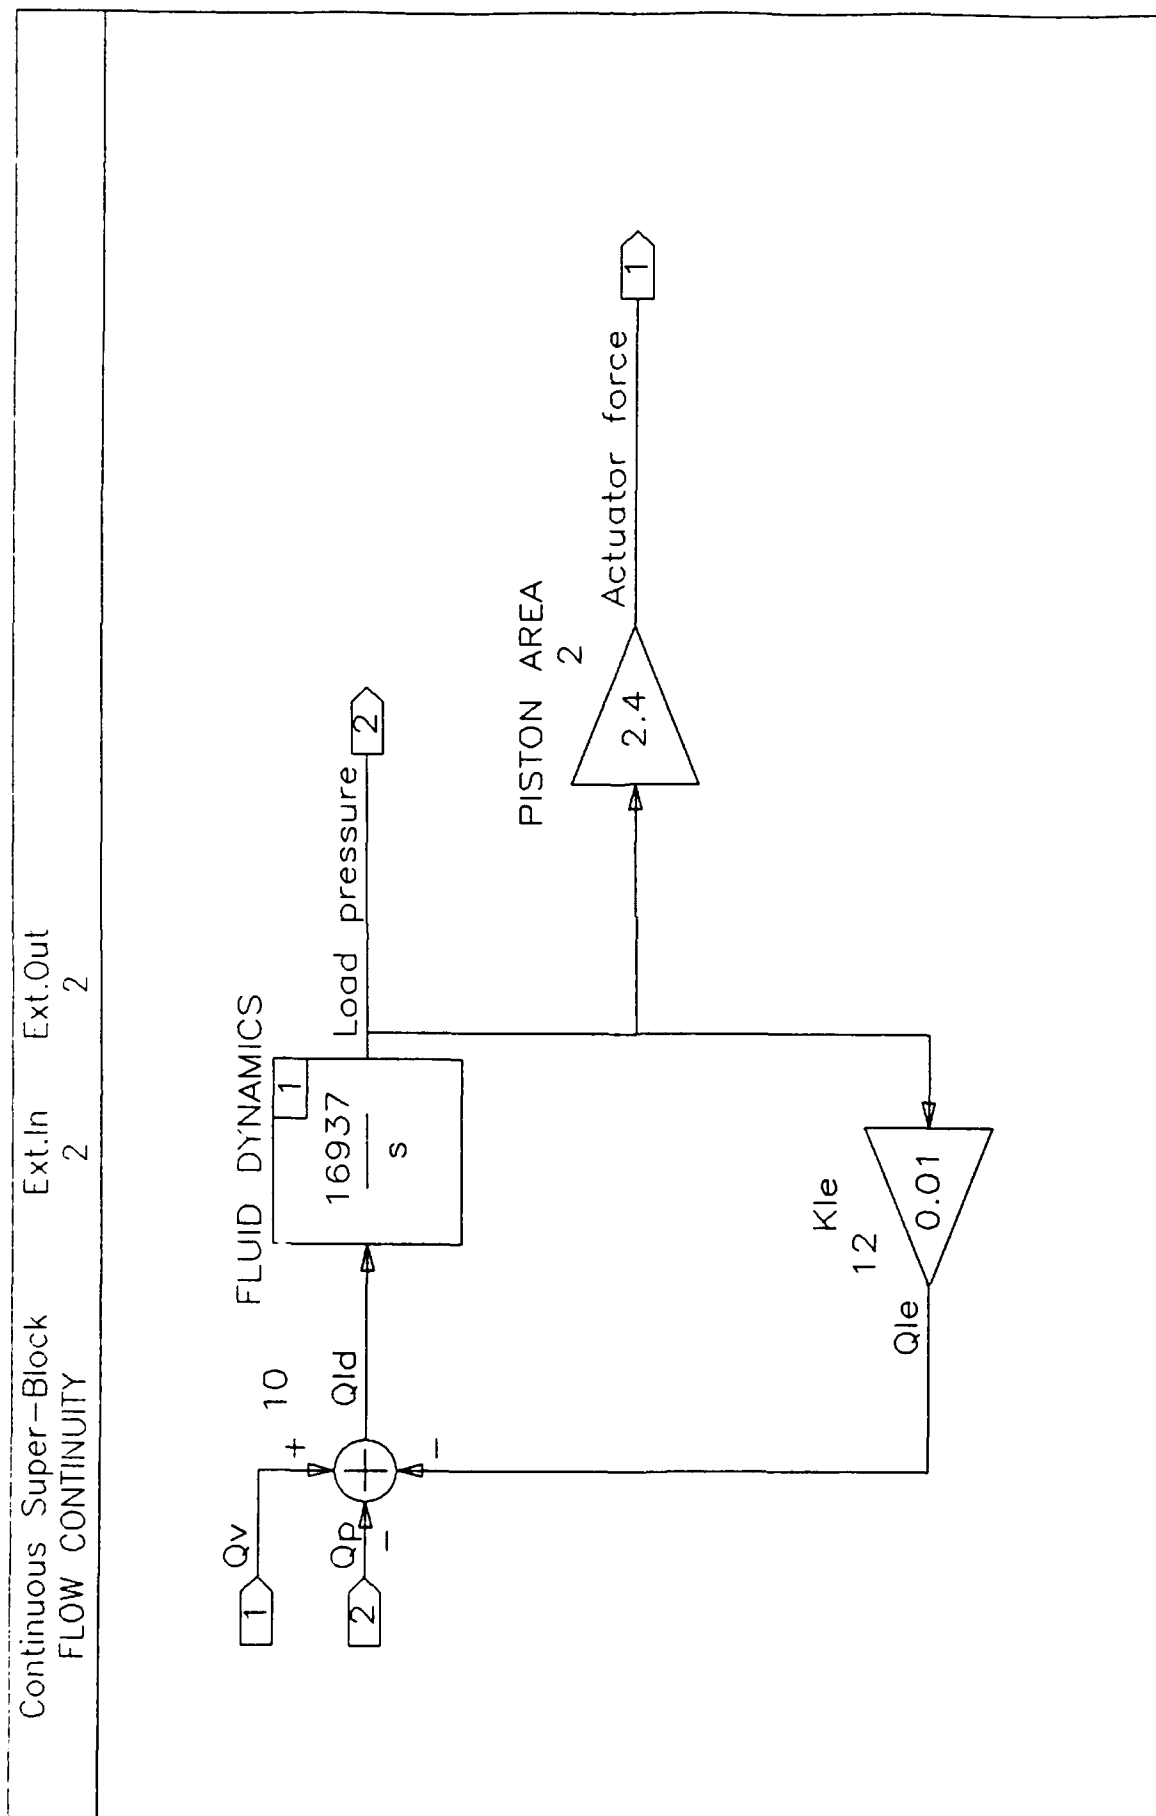 Continuous Super-Block Ext.In Ext.Out
FLOW CONTINUITY 2 2
FLUID DYNAMICS
1
Qv
+
10
1
16937
s
Load pressure
2
2
Qp
-
Qld
-
PISTON AREA
2
2.4
Actuator force
1
Kle
12
0.01
Qle